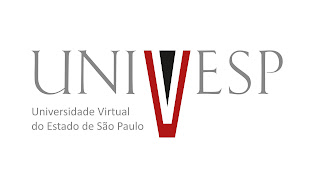 UNIVESP
Universidade Virtual
do Estado de São Paulo